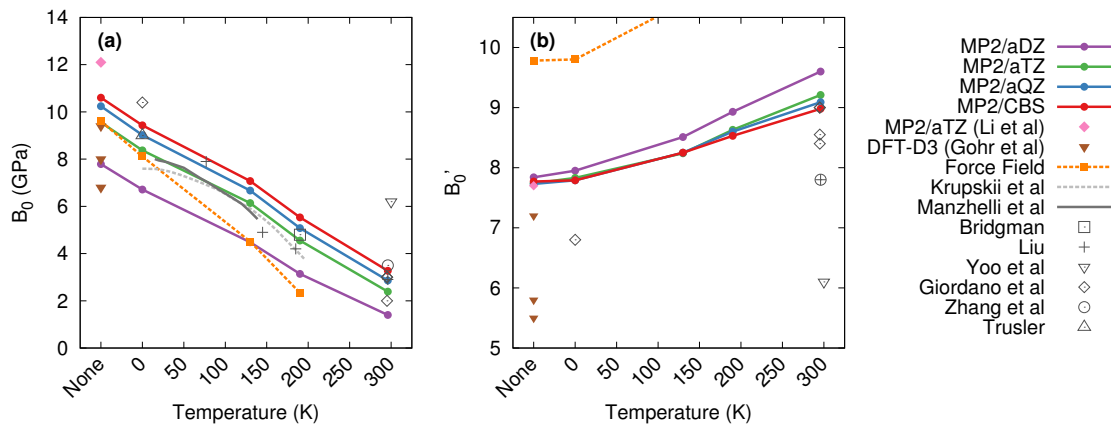 14
12
10
8
6
4
2
0
B0 (GPa)
(a)
None
0
50
100
150
200
250
300
Temperature (K)
10
9
8
7
6
5
B0'
(b)
None
0
50
100
150
200
250
300
Temperature (K)
MP2/aDZ
MP2/aTZ
MP2/aQZ
MP2/CBS
MP2/aTZ (Li et al)
DFT-D3 (Gohr et al)
Force Field
Krupskii et al
Manzhelli et al
Bridgman
Liu
Yoo et al
Giordano et al
Zhang et al
Trusler